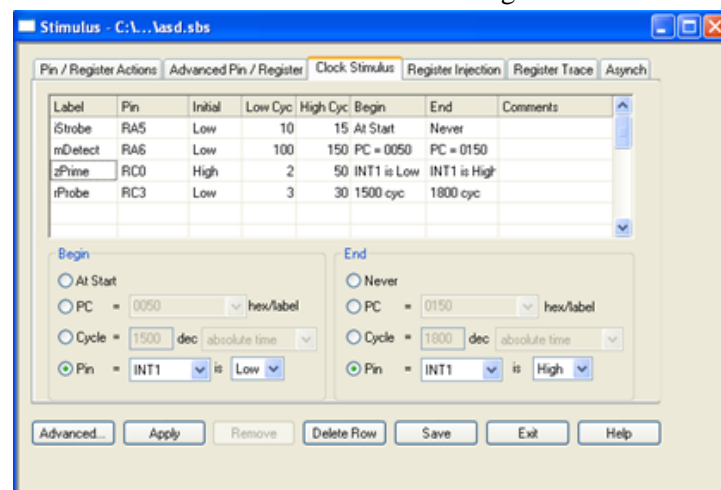 Stimulus - C:\...\asd.sbs
Pin / Register Actions Advanced Pin / Register Clock Stimulus Register Injection Register Trace Asynch
Label Pin Initial Low Cyc High Cyc Begin End Comments
iStrobe RA5 Low 10 15 At Start Never
mDetect RA6 Low 100 150 PC = 0050 PC = 0150
zPrime RC0 High 2 50 INT1 is Low INT1 is High
rProbe RC3 Low 3 30 1500 cyc 1800 cyc
Begin End
At Start Never
PC = 0050 hex/label PC = 0150 hex/label
Cycle = 1500 dec absolute time Cycle = 1800 dec absolute time
Pin = INT1 is Low Pin = INT1 is High
Advanced... Apply Remove Delete Row Save Exit Help